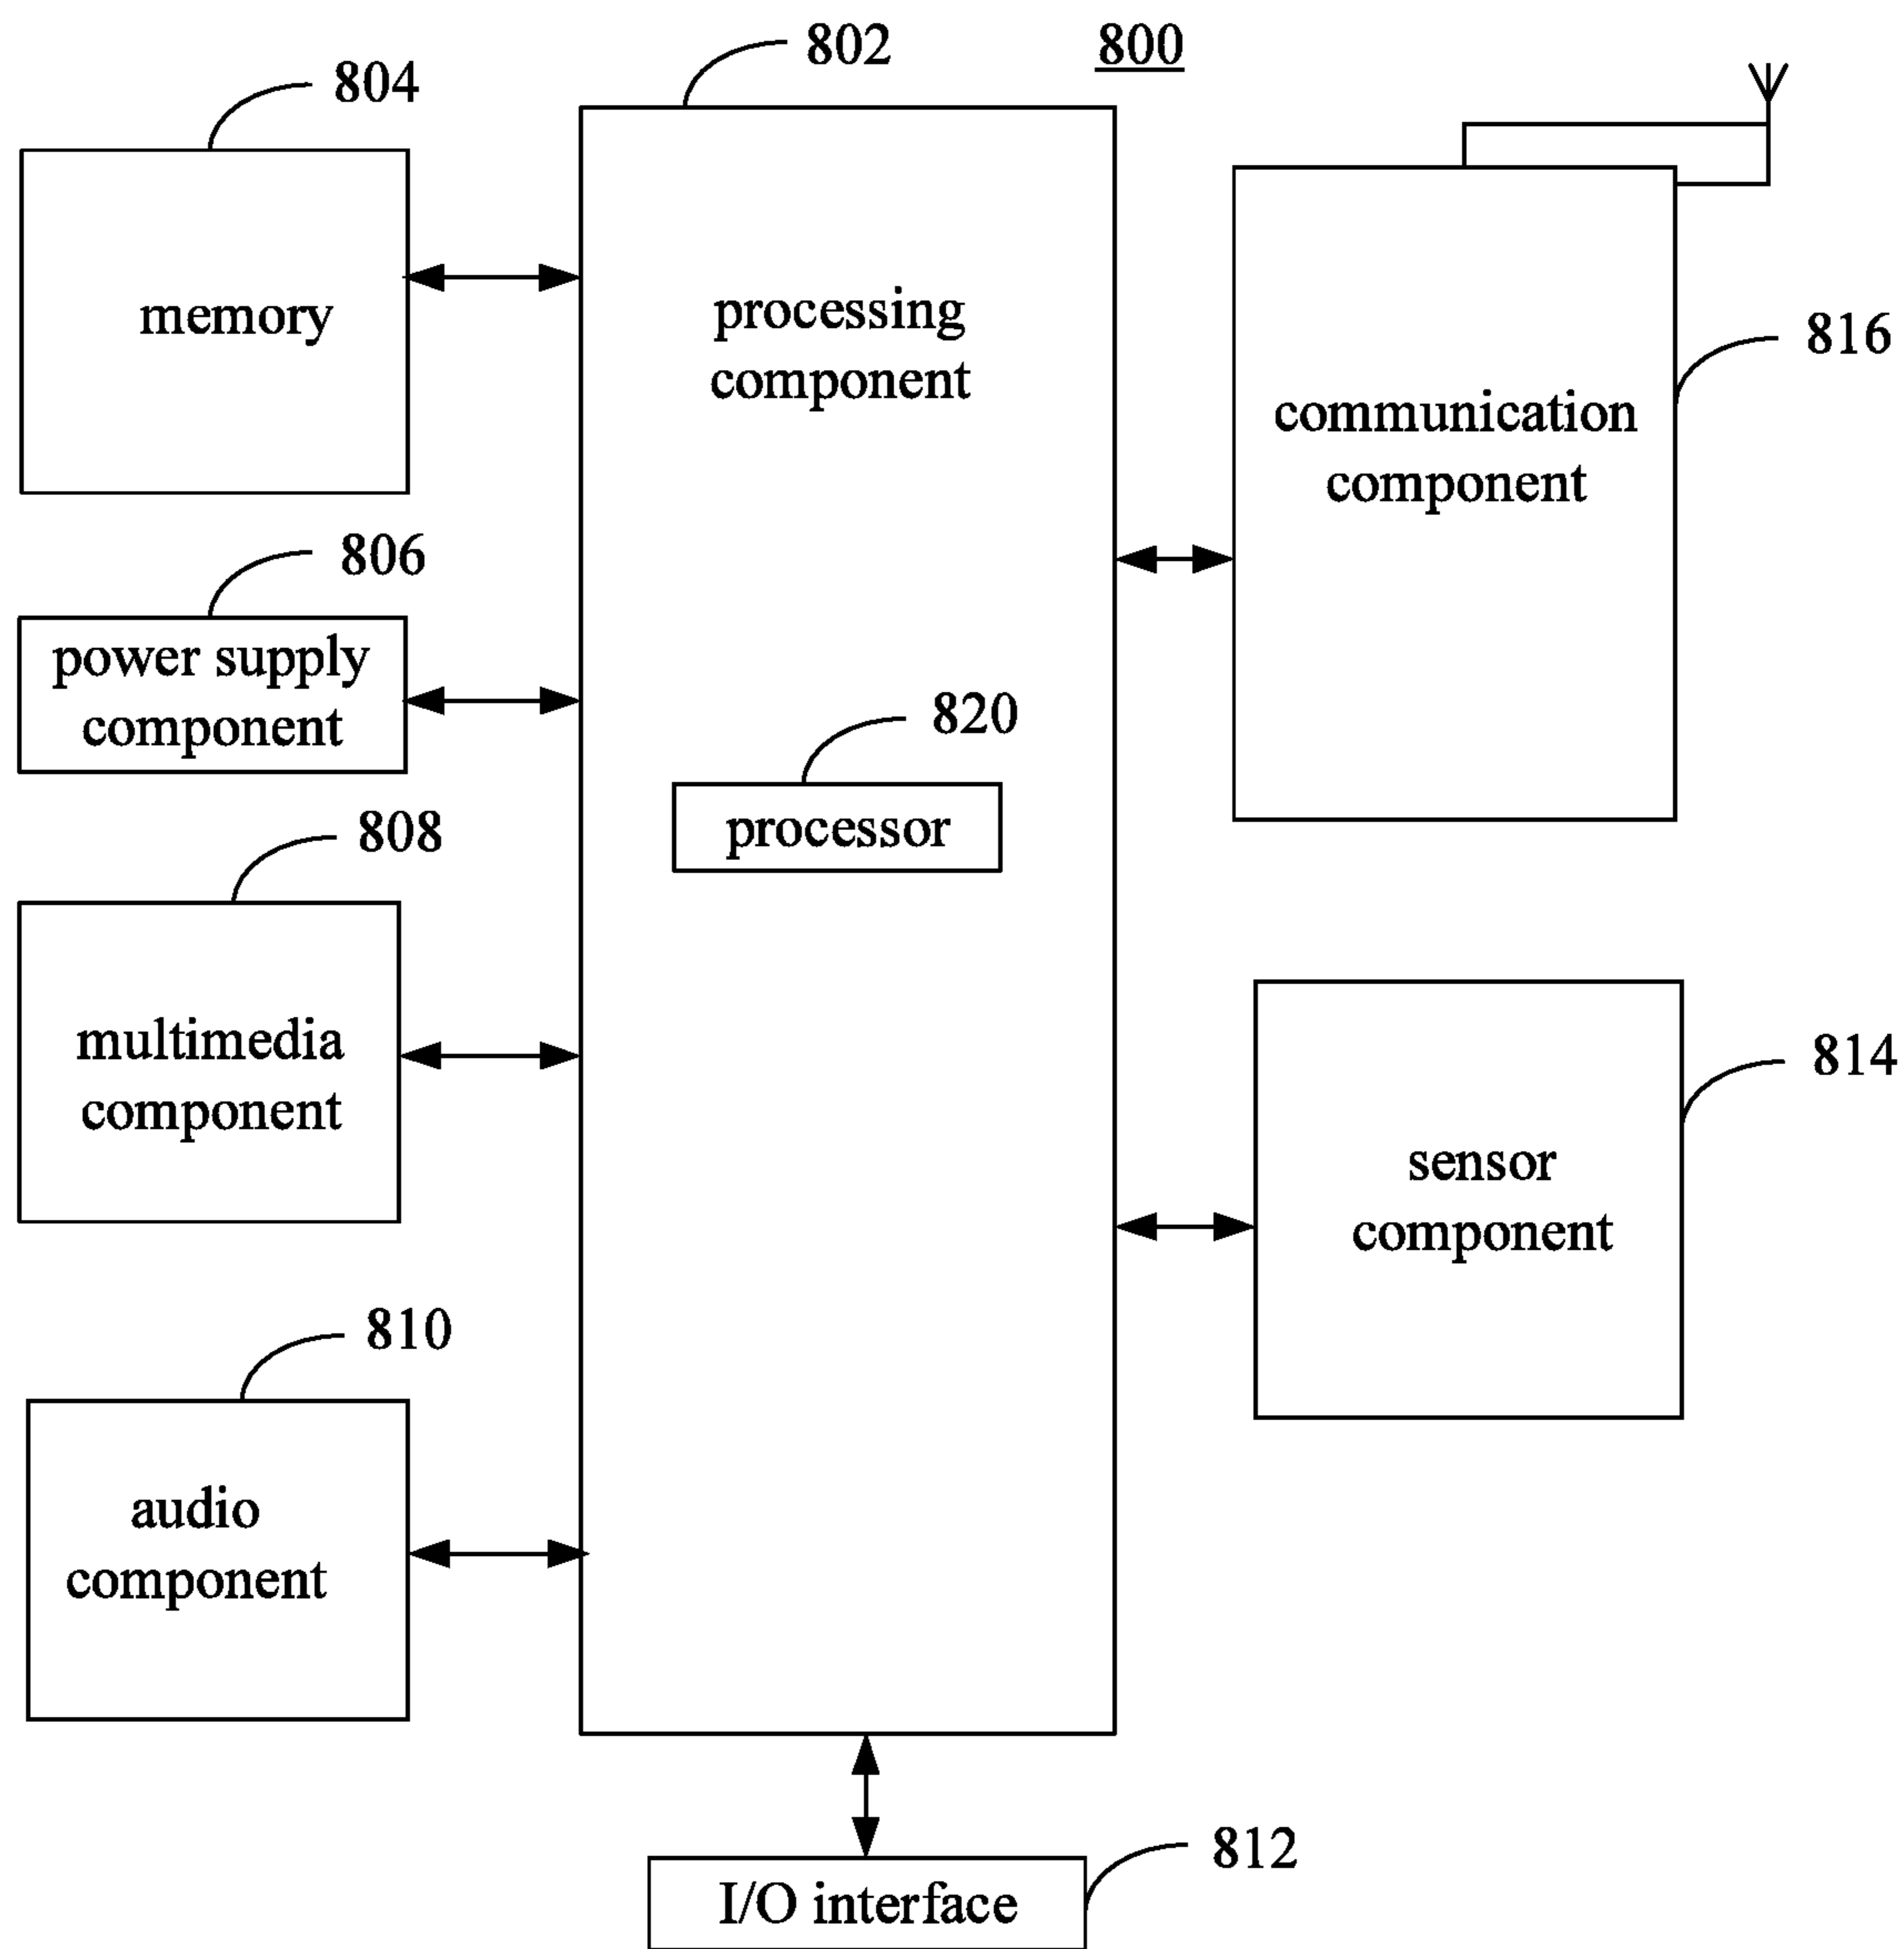 802
800
804
memory
processing
component
816
communication
component
806
power supply
component
820
processor
808
multimedia
component
814
sensor
component
810
audio
component
812
I/O interface